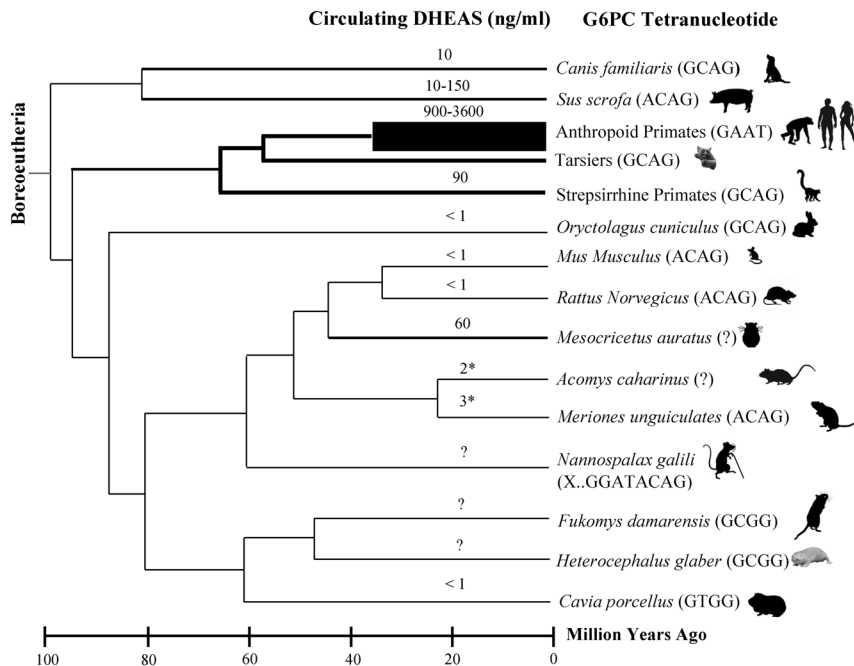 Circulating DHEAS (ng/ml) G6PC Tetranucleotide
10
Canis familiaris (GCAG)
10-150
Sus scrofa (ACAG)
900-3600
Anthropoid Primates (GAAT)
Tarsiers (GCAG)
90
Strepsirrhine Primates (GCAG)
Boreoeutheria
< 1
Oryctolagus cuniculus (GCAG)
< 1
Mus Musculus (ACAG)
< 1
Rattus Norvegicus (ACAG)
60
Mesocricetus auratus (?)
2*
Acomys caharinus (?)
3*
Meriones unguiculates (ACAG)
?
Nannospalax galili
(X..GGATACAG)
?
Fukomys damarensis (GCGG)
?
Heterocephalus glaber (GCGG)
< 1
Cavia porcellus (GTGG)
Million Years Ago
100 80 60 40 20 0